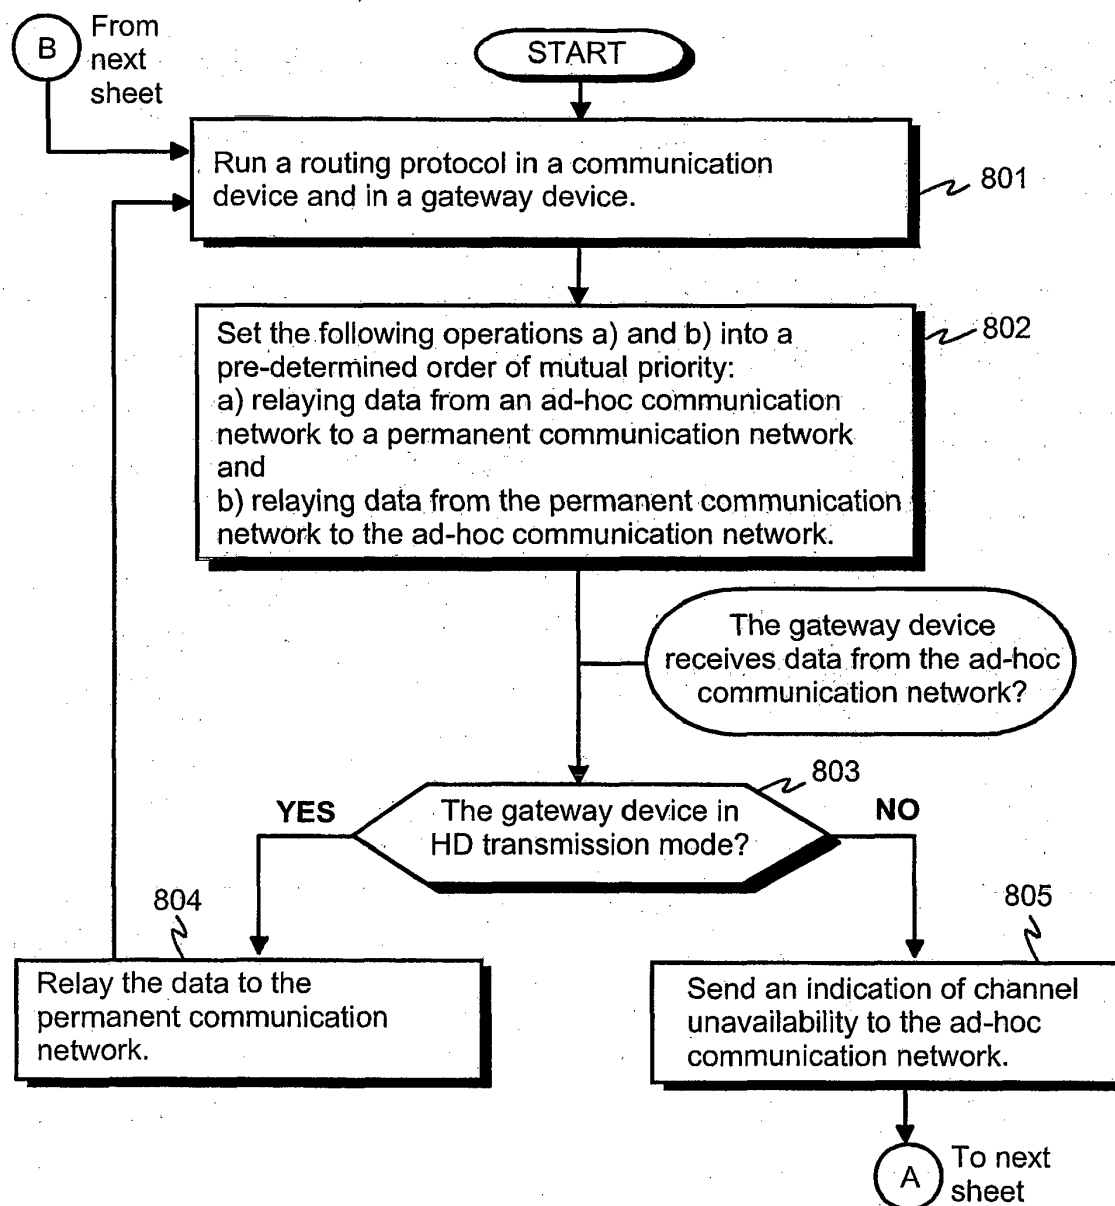 B
From
next
sheet
START
Run a routing protocol in a communication
device and in a gateway device.
801
Set the following operations a) and b) into a
pre-determined order of mutual priority:
a) relaying data from an ad-hoc communication
network to a permanent communication network
and
b) relaying data from the permanent communication
network to the ad-hoc communication network.
802
The gateway device
receives data from the ad-hoc
communication network?
803
YES
The gateway device in
HD transmission mode?
NO
804
Relay the data to the
permanent communication
network.
805
Send an indication of channel
unavailability to the ad-hoc
communication network.
A
To next
sheet